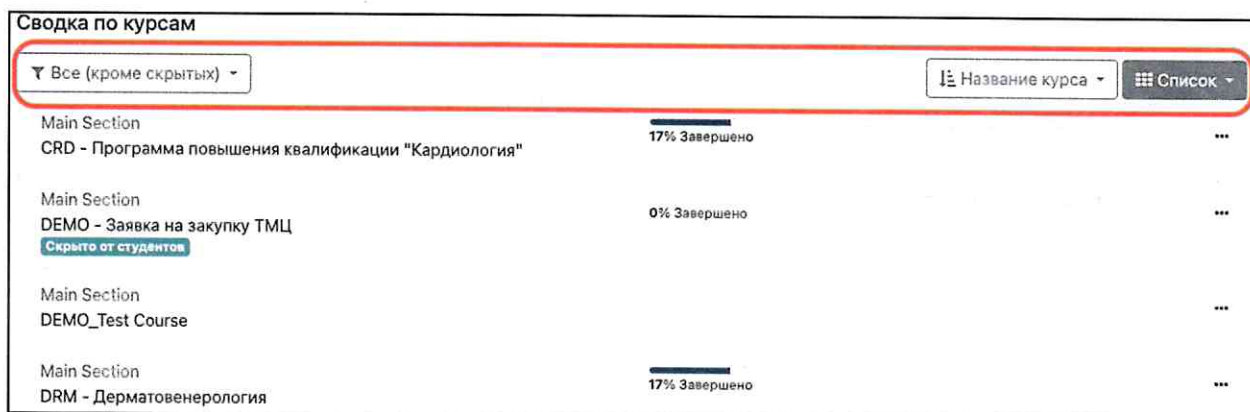 Сводка по курсам
Все (кроме скрытых)
Название курса
Список
Main Section
17% Завершено
CRD - Программа повышения квалификации "Кардиология"
Main Section
0% Завершено
DEMO - Заявка на закупку ТМЦ
Скрыто от студентов
Main Section
DEMO_Test Course
Main Section
17% Завершено
DRM - Дерматовенерология